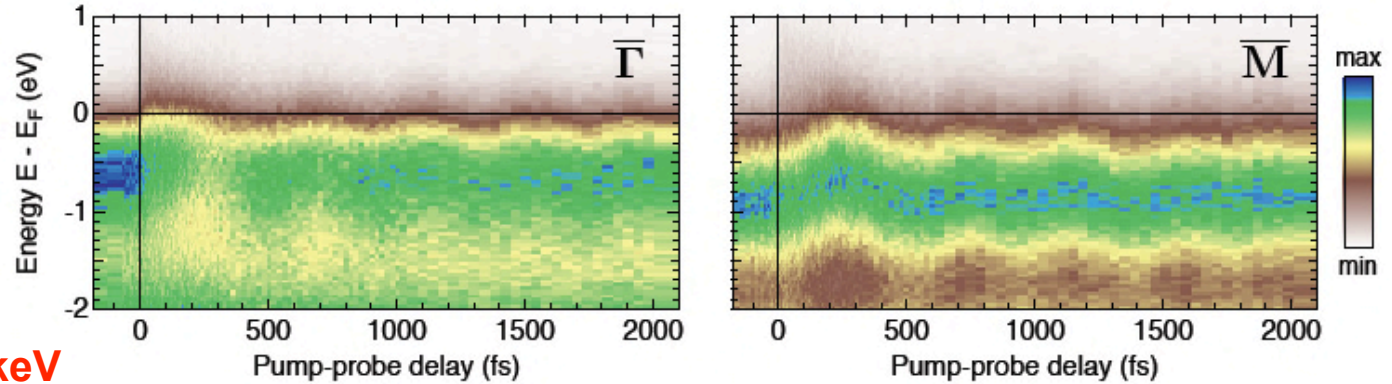 1
0
-1
-2
Energy E - E_F (eV)
Γ̅
0 500 1000 1500 2000
Pump-probe delay (fs)
M̅
0 500 1000 1500 2000
Pump-probe delay (fs)
max
min
keV